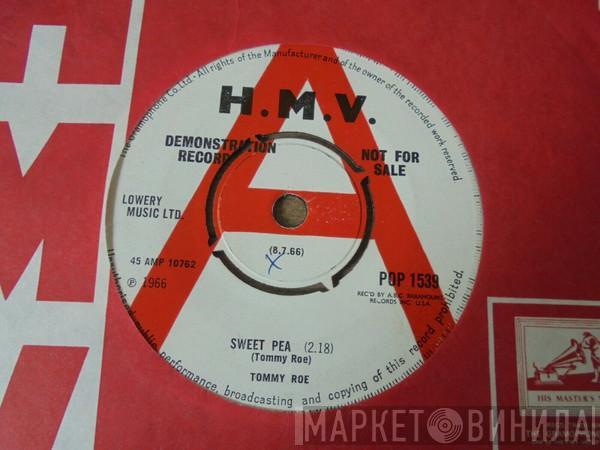 The Gramophone Co. Ltd. · All rights of the Manufacturer and of the owner of the recorded work reserved
H.M.V.
DEMONSTRATION
RECORD
NOT FOR
SALE
LOWERY
MUSIC LTD.
(8.7.66)
X
45 AMP 10762
℗ 1966
POP 1539
REC'D BY A.B.C. PARAMOUNT
RECORDS INC. U.S.A.
SWEET PEA (2.18)
(Tommy Roe)
TOMMY ROE
Unauthorized public performance, broadcasting and copying of this record prohibited.
A
HIS MASTER'S
МАРКЕТВИНИЛА